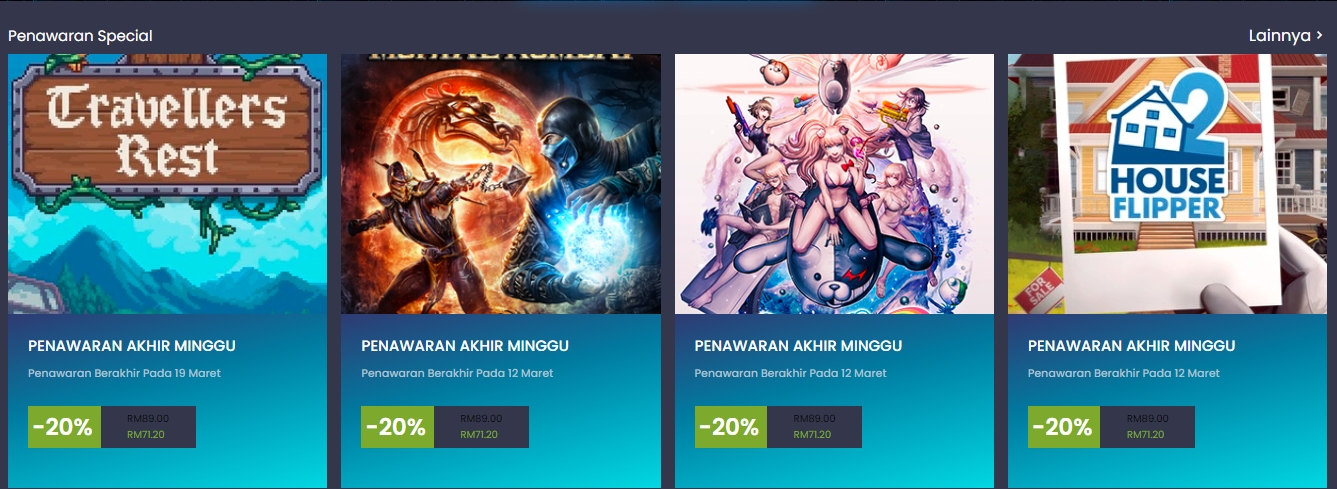 Penawaran Special
Lainnya >
Travellers
Rest
MORTAL KOMBAT
2
HOUSE
FLIPPER
FOR
SALE
PENAWARAN AKHIR MINGGU
Penawaran Berakhir Pada 19 Maret
-20%
RM89.00
RM71.20
PENAWARAN AKHIR MINGGU
Penawaran Berakhir Pada 12 Maret
-20%
RM89.00
RM71.20
PENAWARAN AKHIR MINGGU
Penawaran Berakhir Pada 12 Maret
-20%
RM89.00
RM71.20
PENAWARAN AKHIR MINGGU
Penawaran Berakhir Pada 12 Maret
-20%
RM89.00
RM71.20